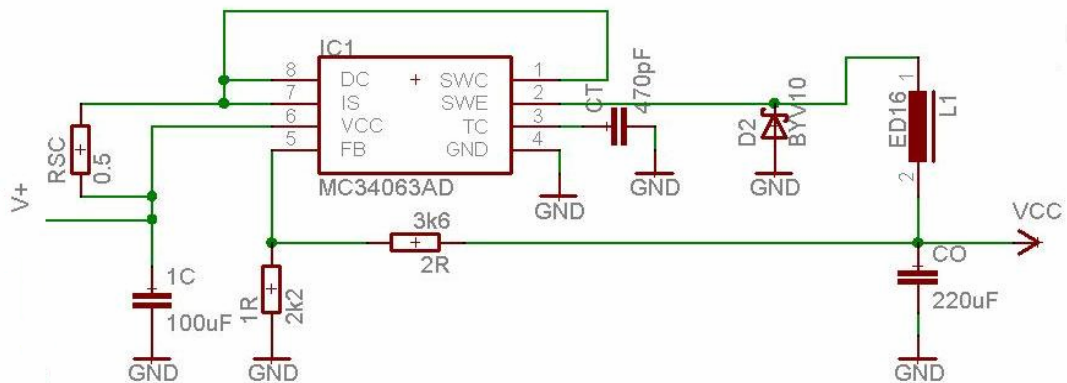 IC1
8
DC
SWC
1
7
IS
SWE
2
6
VCC
TC
3
5
FB
GND
4
MC34063AD
CT
470pF
D2
BYV10
1
ED16
L1
2
RSC
0.5
V+
GND
GND
GND
VCC
3k6
2R
CO
220uF
1C
100uF
1R
2k2
GND
GND
GND